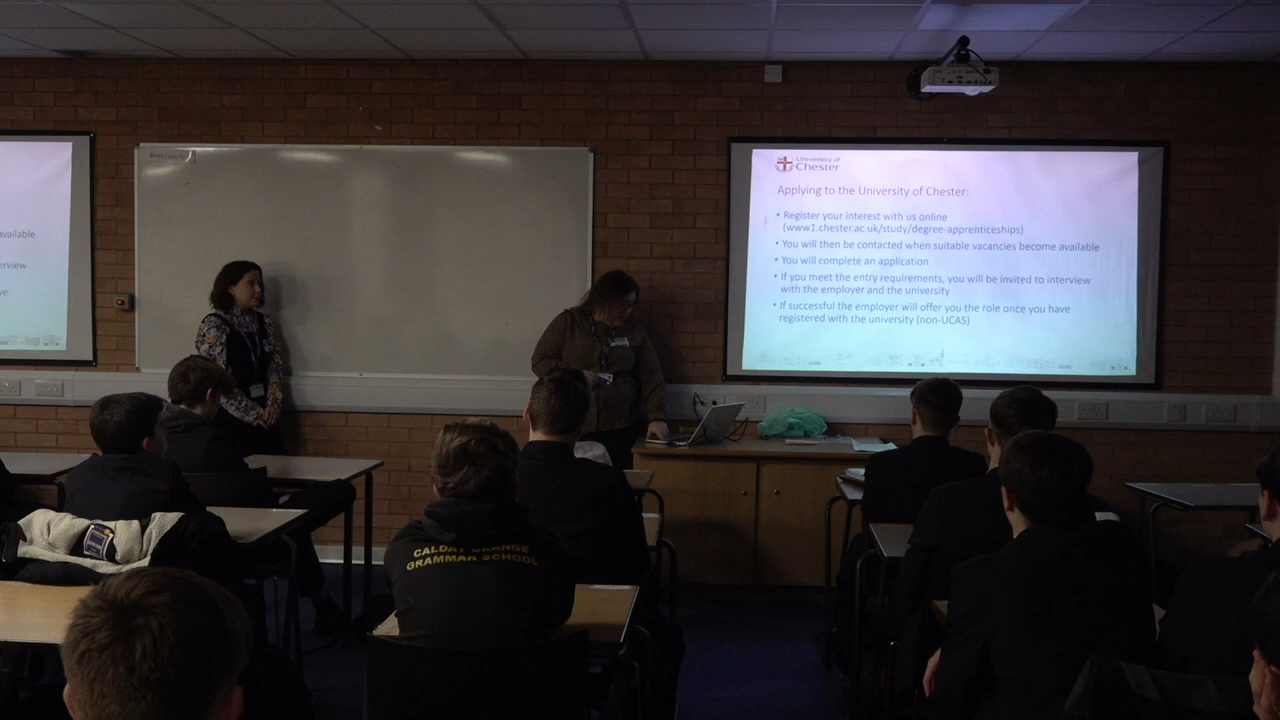 available
erview
ve
University of
Chester
Applying to the University of Chester:
• Register your interest with us online
(www1.chester.ac.uk/study/degree-apprenticeships)
• You will then be contacted when suitable vacancies become available
• You will complete an application
• If you meet the entry requirements, you will be invited to interview
with the employer and the university
• If successful the employer will offer you the role once you have
registered with the university (non-UCAS)
CALDAY GRANGE
GRAMMAR SCHOOL